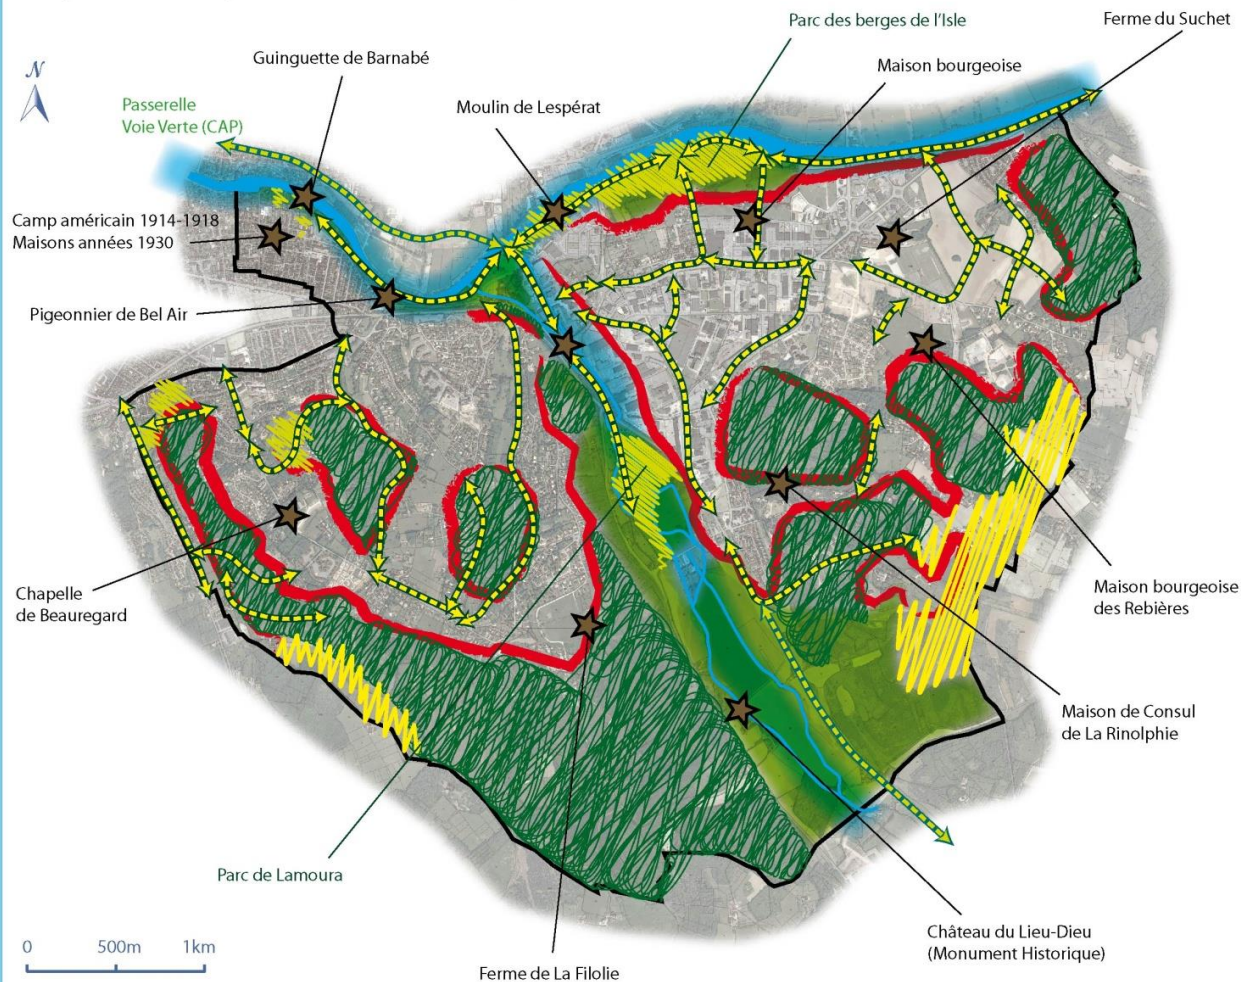 Parc des berges de l'Isle
Ferme du Suchet
Guinguette de Barnabé
Maison bourgeoise
N
Passerelle
Voie Verte (CAP)
Moulin de Lespérat
Camp américain 1914-1918
Maisons années 1930
Pigeonnier de Bel Air
Chapelle
de Beauregard
Maison bourgeoise
des Rebières
Maison de Consul
de La Rinolphie
Parc de Lamoura
Château du Lieu-Dieu
(Monument Historique)
0 500m 1km
Ferme de La Filolie